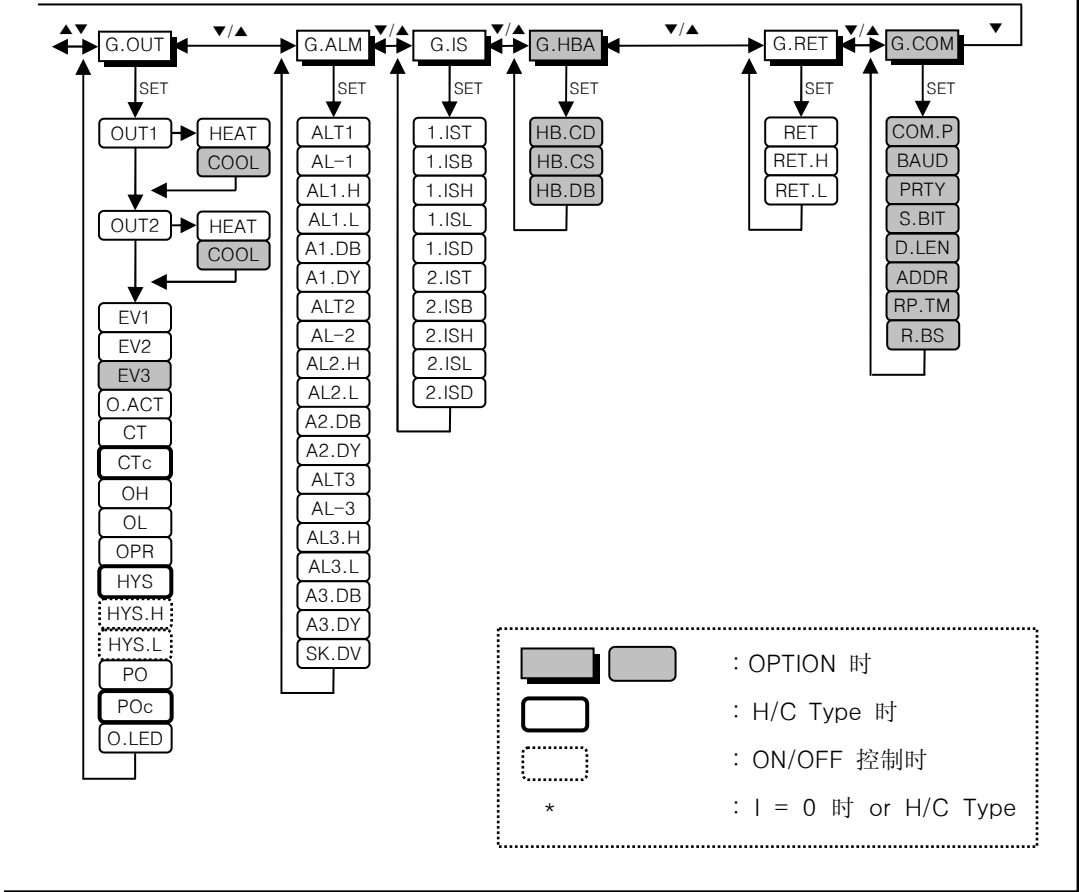 ▲▼ G.OUT ▼/▲ G.ALM ▼/▲ G.IS ▼/▲ G.HBA ▼/▲ G.RET ▼/▲ G.COM ▼
SET SET SET SET SET SET
OUT1
HEAT
COOL
OUT2
HEAT
COOL
EV1
EV2
EV3
O.ACT
CT
CTc
OH
OL
OPR
HYS
HYS.H
HYS.L
PO
POc
O.LED
ALT1
AL-1
AL1.H
AL1.L
A1.DB
A1.DY
ALT2
AL-2
AL2.H
AL2.L
A2.DB
A2.DY
ALT3
AL-3
AL3.H
AL3.L
A3.DB
A3.DY
SK.DV
1.IST
1.ISB
1.ISH
1.ISL
1.ISD
2.IST
2.ISB
2.ISH
2.ISL
2.ISD
HB.CD
HB.CS
HB.DB
RET
RET.H
RET.L
COM.P
BAUD
PRTY
S.BIT
D.LEN
ADDR
RP.TM
R.BS
: OPTION 时
: H/C Type 时
: ON/OFF 控制时
* : I = 0 时 or H/C Type